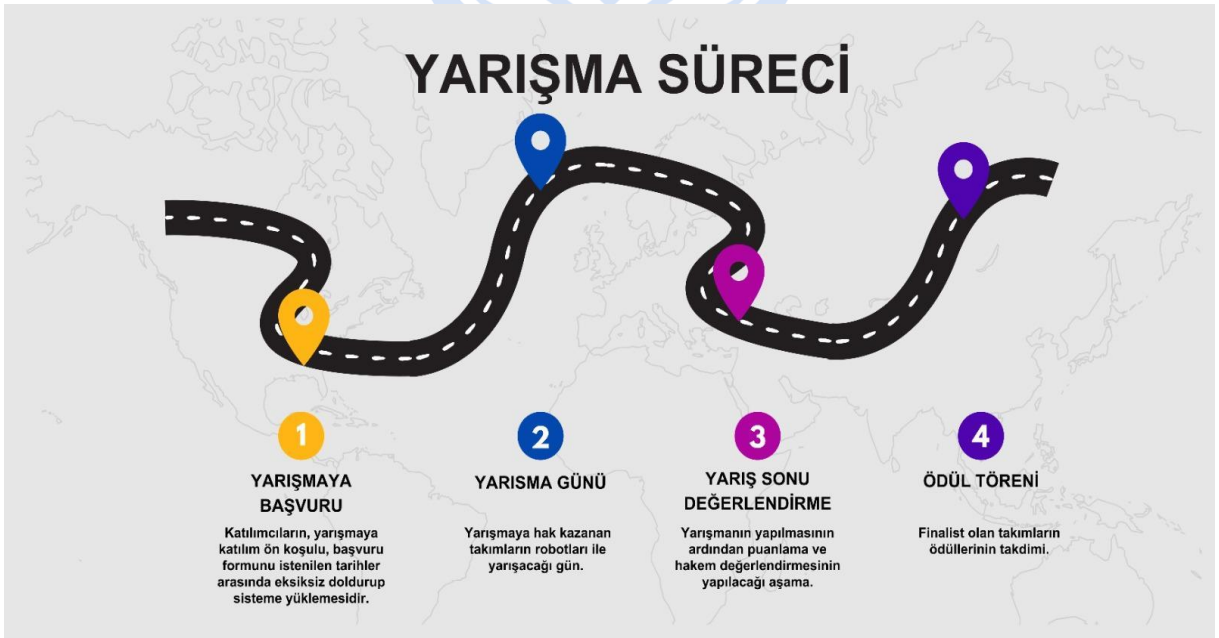 YARIŞMA SÜRECİ
1
YARIŞMAYA
BAŞVURU
Katılımcıların, yarışmaya
katılım ön koşulu, başvuru
formunu istenilen tarihler
arasında eksiksiz doldurup
sisteme yüklemesidir.
2
YARISMA GÜNÜ
Yarışmaya hak kazanan
takımların robotları ile
yarışacağı gün.
3
YARIŞ SONU
DEĞERLENDİRME
Yarışmanın yapılmasının
ardından puanlama ve
hakem değerlendirmesinin
yapılacağı aşama.
4
ÖDÜL TÖRENİ
Finalist olan takımların
ödüllerinin takdimi.